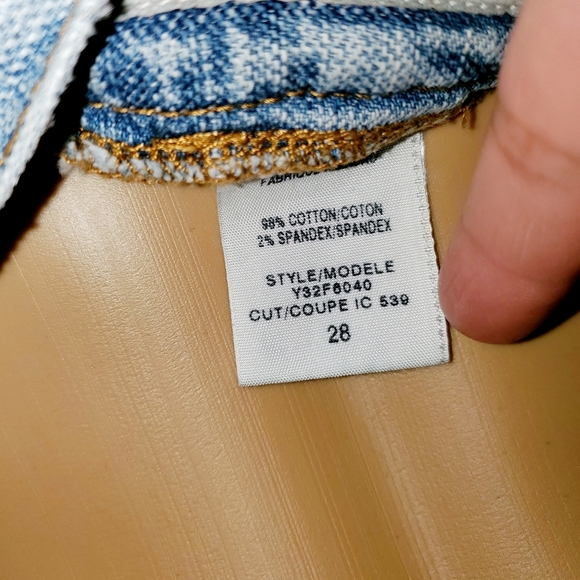 98% COTTON/COTON
2% SPANDEX/SPANDEX
STYLE/MODELE
Y32F6040
CUT/COUPE IC 539
28